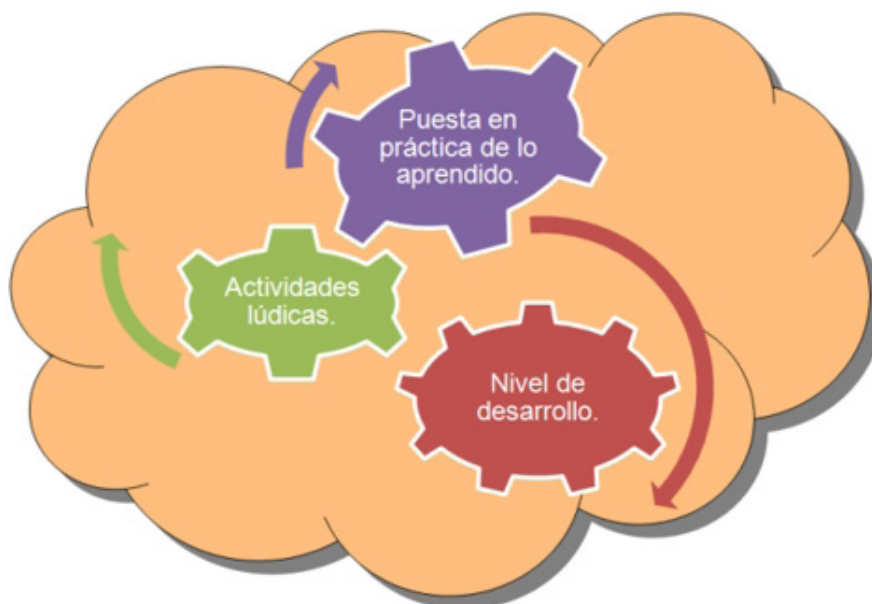 Puesta en
práctica de lo
aprendido.
Actividades
lúdicas.
Nivel de
desarrollo.